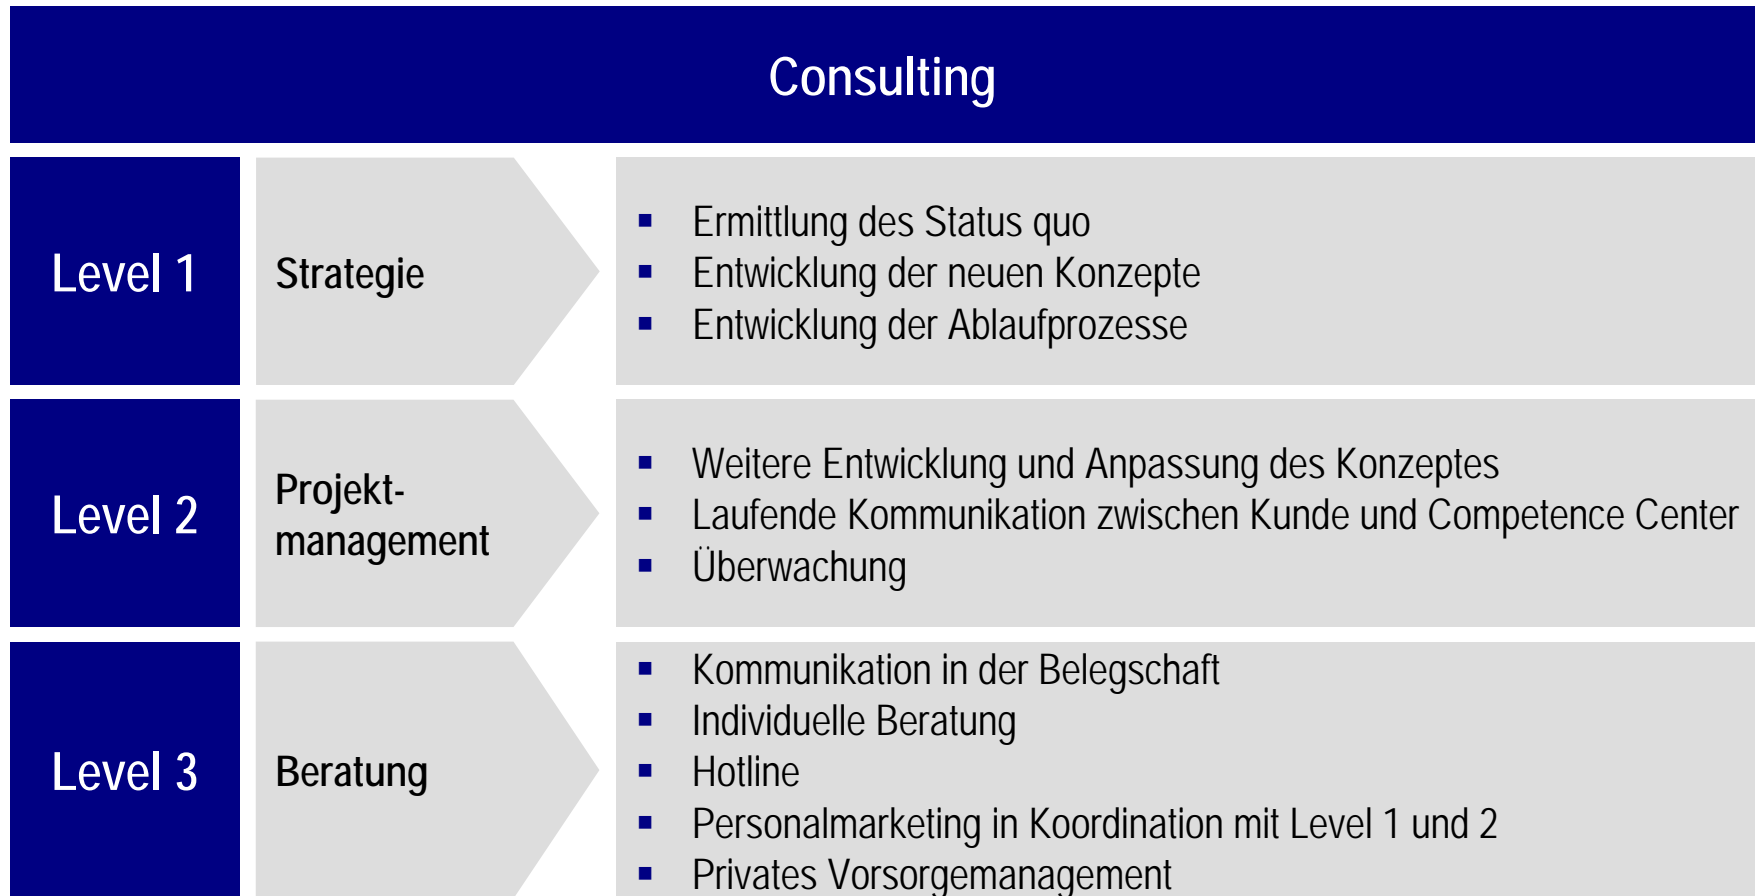 Consulting
Level 1
Strategie
Ermittlung des Status quo
Entwicklung der neuen Konzepte
Entwicklung der Ablaufprozesse
Level 2
Projekt-
management
Weitere Entwicklung und Anpassung des Konzeptes
Laufende Kommunikation zwischen Kunde und Competence Center
Überwachung
Level 3
Beratung
Kommunikation in der Belegschaft
Individuelle Beratung
Hotline
Personalmarketing in Koordination mit Level 1 und 2
Privates Vorsorgemanagement